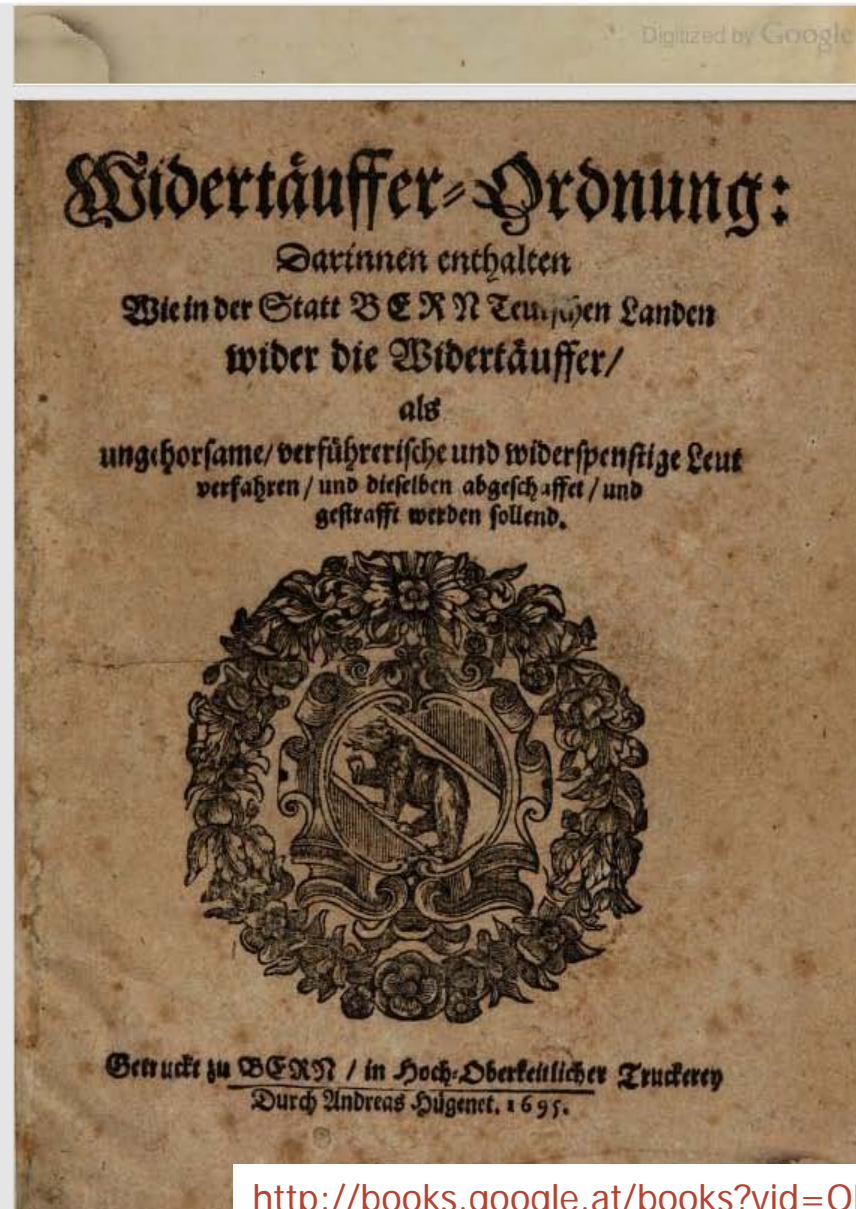 Digitized by Google
Widertäuffer-Ordnung:
Darinnen enthalten
Wie in der Statt BERN Teutschen Landen
wider die Widertäuffer/
als
ungehorsame/ verführerische und widerspenstige Leut
verfahren / und dieselben abgeschaffet / und
gestrafft werden sollend.
Getruckt zu BERN / in Hoch-Oberkeitlicher Truckerey
Durch Andreas Hügenet. 1695.
http://books.google.at/books?vid=O